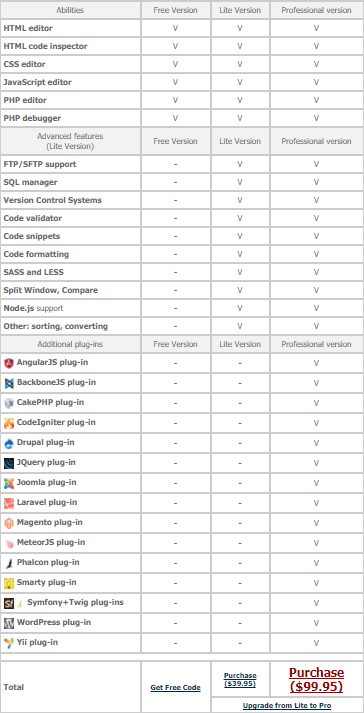 Abilities Free Version Lite Version Professional version
HTML editor V V V
HTML code inspector V V V
CSS editor V V V
JavaScript editor V V V
PHP editor V V V
PHP debugger V V V
Advanced features Free Version Lite Version Professional version
(Lite Version)
FTP/SFTP support - V V
SQL manager - V V
Version Control Systems - V V
Code validator - V V
Code snippets - V V
Code formatting - V V
SASS and LESS - V V
Split Window, Compare - V V
Node.js support - V V
Other: sorting, converting - V V
Additional plug-ins Free Version Lite Version Professional version
AngularJS plug-in - - V
BackboneJS plug-in - - V
CakePHP plug-in - - V
CodeIgniter plug-in - - V
Drupal plug-in - - V
JQuery plug-in - - V
Joomla plug-in - - V
Laravel plug-in - - V
Magento plug-in - - V
MeteorJS plug-in - - V
Phalcon plug-in - - V
Smarty plug-in - - V
Symfony+Twig plug-ins - - V
WordPress plug-in - - V
Yii plug-in - - V
Total Get Free Code Purchase ($39.95) Purchase ($99.95)
Upgrade from Lite to Pro